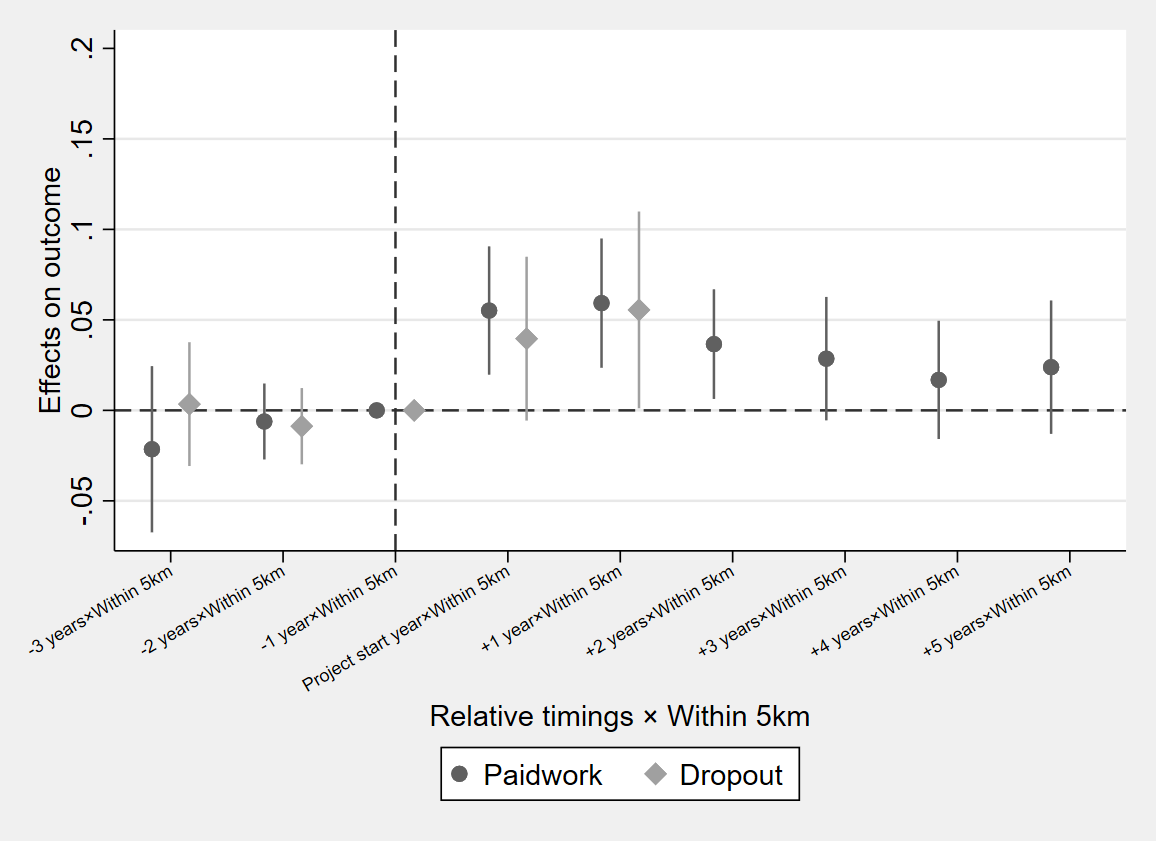 Effects on outcome
.2
.15
.1
.05
0
-.05
-3 years×Within 5km
-2 years×Within 5km
-1 year×Within 5km
Project start year×Within 5km
+1 year×Within 5km
+2 years×Within 5km
+3 years×Within 5km
+4 years×Within 5km
+5 years×Within 5km
Relative timings × Within 5km
Paidwork
Dropout